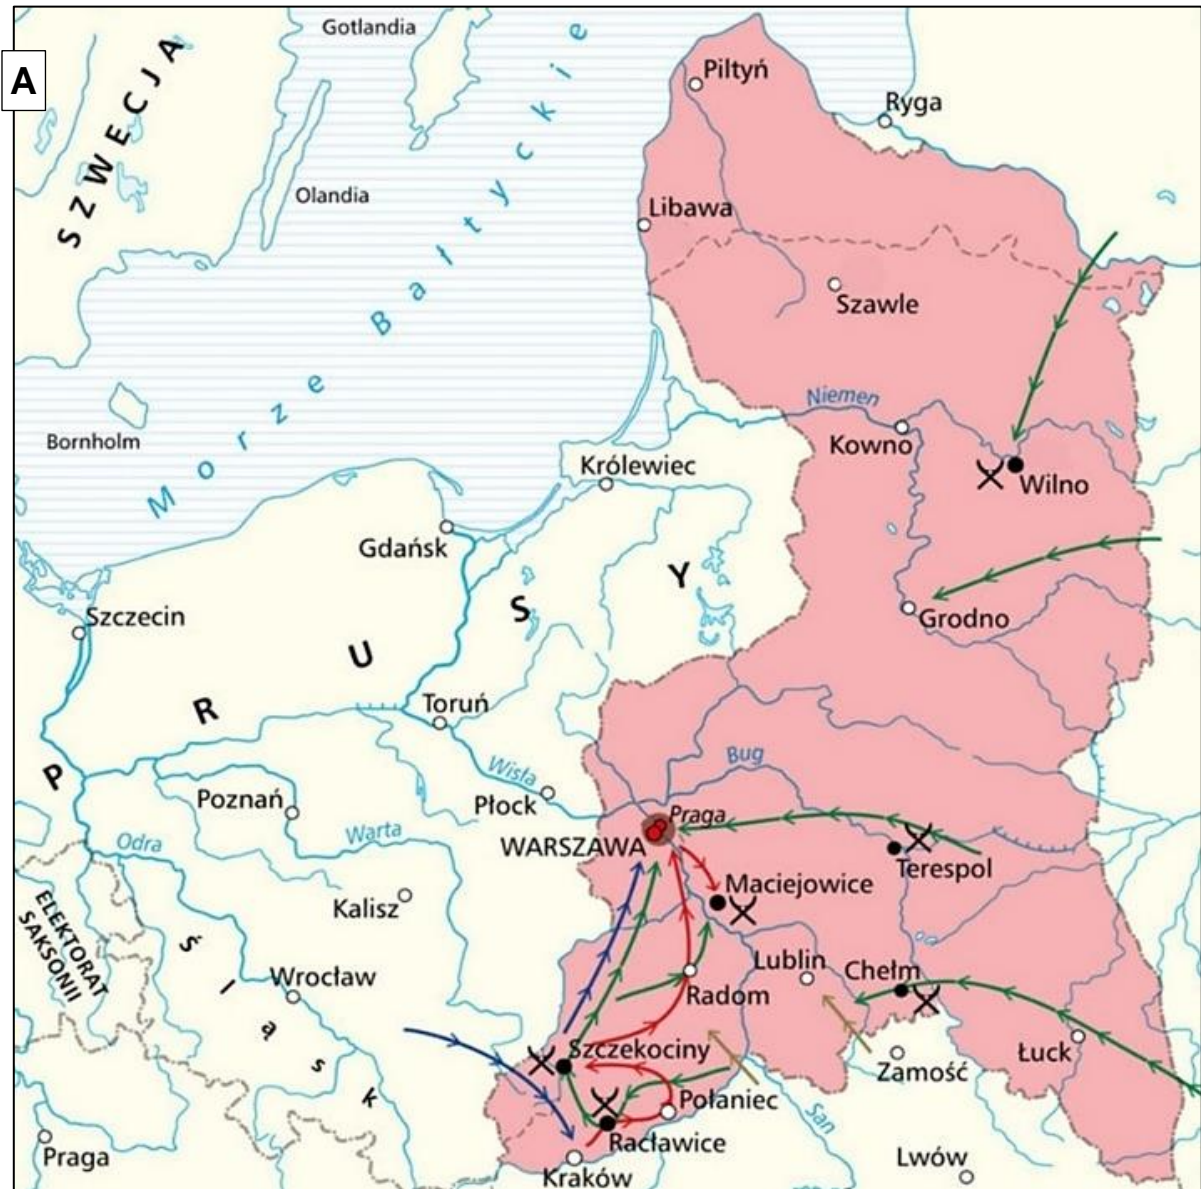 A
SZWECJA
Gotlandia
Olandia
Morze Bałtyckie
Bornholm
Piltyń
Ryga
Libawa
Szawle
Niemen
Kowno
Wilno
Królewiec
Gdańsk
Grodno
Szczecin
PRUSY
Toruń
Wisła
Płock
Bug
Poznań
Warta
Odra
Praga
WARSZAWA
Terespol
Maciejowice
Kalisz
ELEKTORAT
SAKSONII
Śląsk
Wrocław
Lublin
Chełm
Radom
Szczekociny
Łuck
Zamość
Połaniec
San
Racławice
Praga
Kraków
Lwów